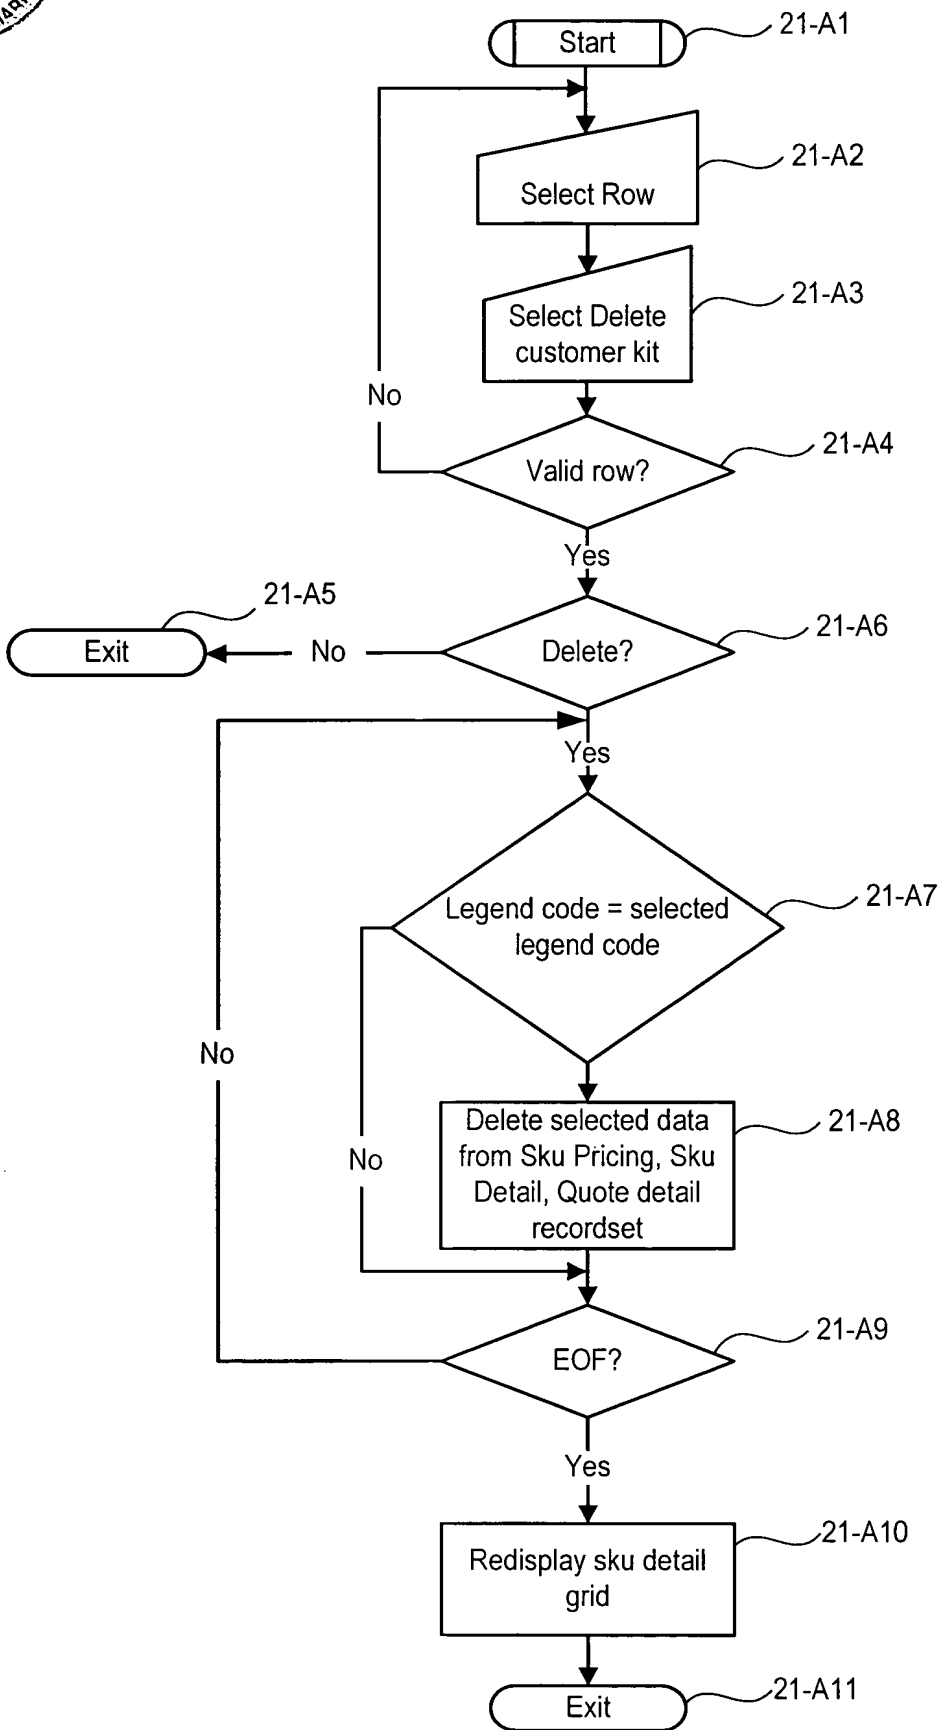 Start
21-A1
Select Row
21-A2
Select Delete
customer kit
21-A3
No
Valid row?
21-A4
Yes
21-A5
Exit
No
Delete?
21-A6
Yes
Legend code = selected
legend code
21-A7
No
No
Delete selected data
from Sku Pricing, Sku
Detail, Quote detail
recordset
21-A8
EOF?
21-A9
Yes
Redisplay sku detail
grid
21-A10
Exit
21-A11